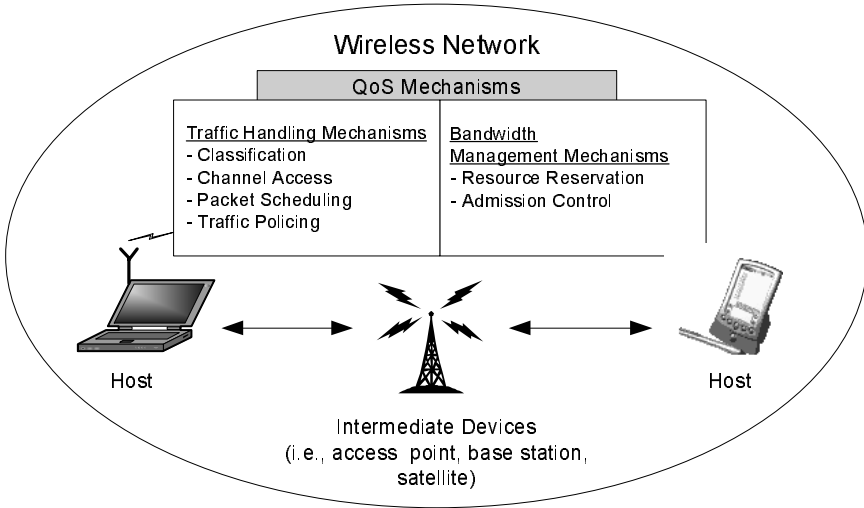 Wireless Network
QoS Mechanisms
Traffic Handling Mechanisms
- Classification
- Channel Access
- Packet Scheduling
- Traffic Policing
Bandwidth
Management Mechanisms
- Resource Reservation
- Admission Control
Host
Host
Intermediate Devices
(i.e., access point, base station,
satellite)